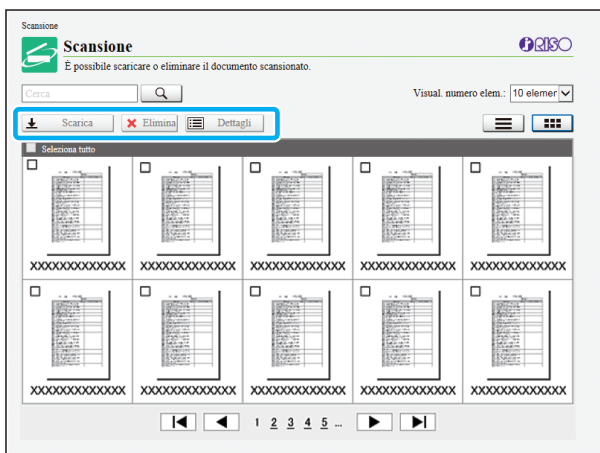 Scansione
Scansione
RISO
È possibile scaricare o eliminare il documento scansionato.
Cerca
Visual. numero elem.: 10 elemer
Scarica Elimina Dettagli
Seleziona tutto
XXXXXXXXXXXXX XXXXXXXXXXXXX XXXXXXXXXXXXX XXXXXXXXXXXXX XXXXXXXXXXXXX
XXXXXXXXXXXXX XXXXXXXXXXXXX XXXXXXXXXXXXX XXXXXXXXXXXXX XXXXXXXXXXXXX
1 2 3 4 5 ...